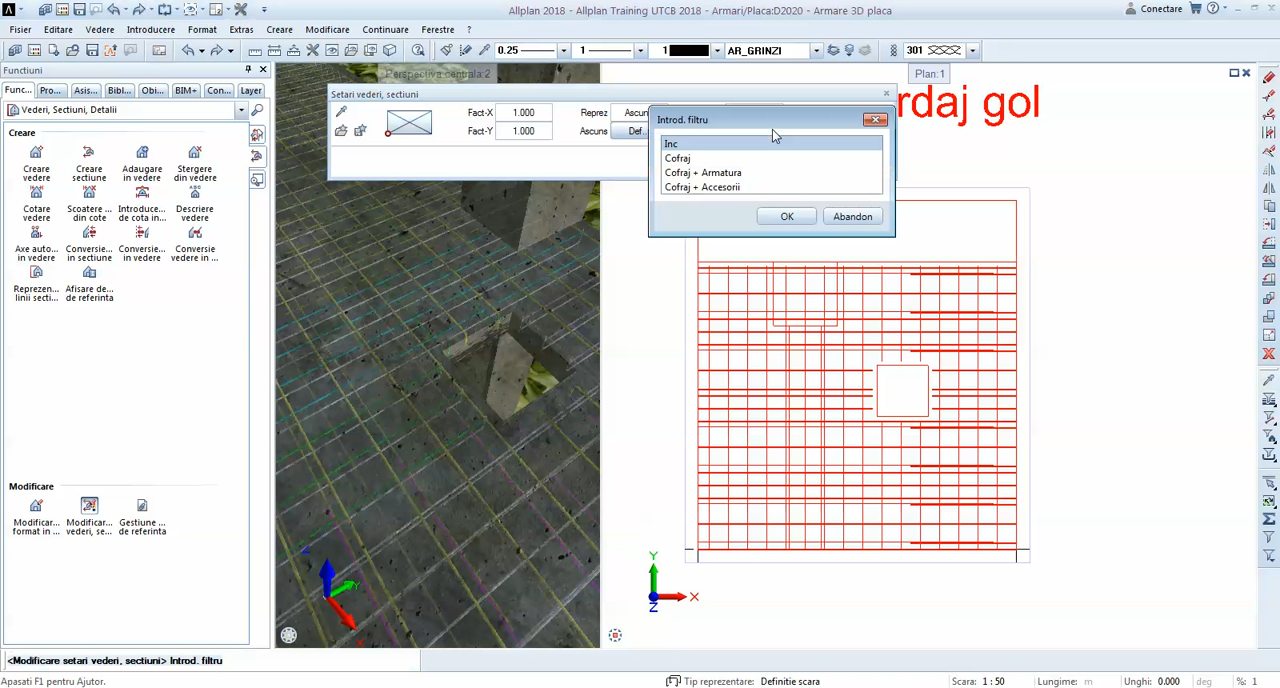 Allplan 2018 - Allplan Training UTCB - Armari/Placa:D2020 - Armare 3D placa
Conectare
Fisier Editare Vedere Introducere Format Extras Creare Modificare Continuare Ferestre ?
0.25 1 1 AR_GRINZI 301
Functiuni
Func... Pro... Asis... Bibl... Obi... BIM+ Con... Layer
Vederi, Sectiuni, Detalii
Creare
Creare vedere
Creare sectiune
Adaugare in vedere
Stergere din vedere
Cotare vedere
Scoatere ... din cote
Introduce... de cota in...
Descriere vedere
Axe auto... in vedere
Conversie... in sectiune
Conversie... in vedere
Conversie vedere in ...
Reprezen... linii secti...
Afisare de de referinta
Modificare
Modificar... format in ...
Modificar... vederi, se...
Gestiune ... de referinta
Perspectiva centrala:2
Plan:1
rdaj gol
Setari vederi, sectiuni
Fact-X 1.000 Reprez Ascun
Fact-Y 1.000 Ascuns Def...
Introd. filtru
Inc
Cofraj
Cofraj + Armatura
Cofraj + Accesorii
OK Abandon
Z
Y
X
Y
X
Z
<Modificare setari vederi, sectiuni> Introd. filtru
Apasati F1 pentru Ajutor.
Tip reprezentare: Definitie scara
Scara: 1 : 50
Lungime: m
Unghi: 0.000 deg
%: 1